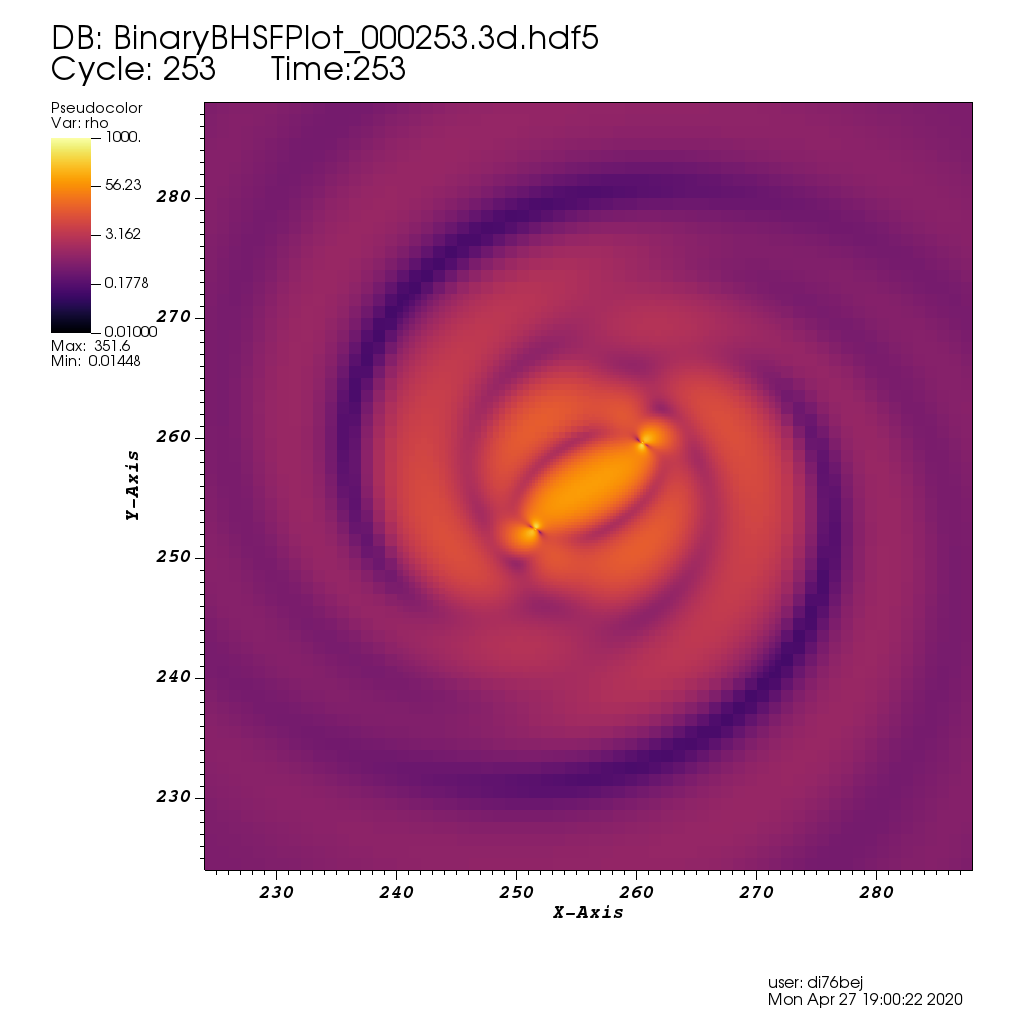 DB: BinaryBHSFPlot_000253.3d.hdf5
Cycle: 253 Time:253
Pseudocolor
Var: rho
1000.
56.23
3.162
0.1778
0.01000
Max: 351.6
Min: 0.01448
280
270
260
250
240
230
Y-Axis
230 240 250 260 270 280
X-Axis
user: di76bej
Mon Apr 27 19:00:22 2020